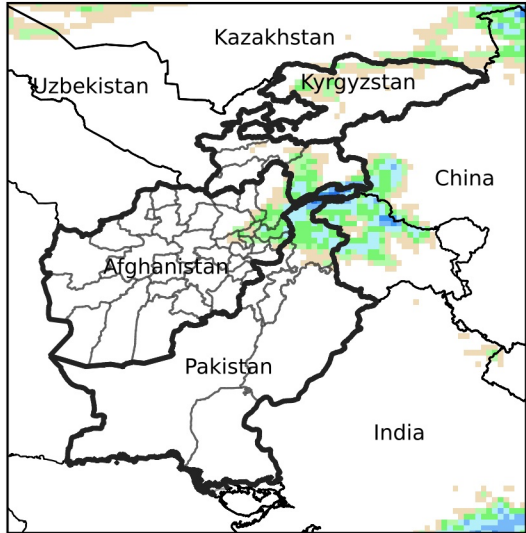 Kazakhstan
Uzbekistan
Kyrgyzstan
China
Afghanistan
Pakistan
India